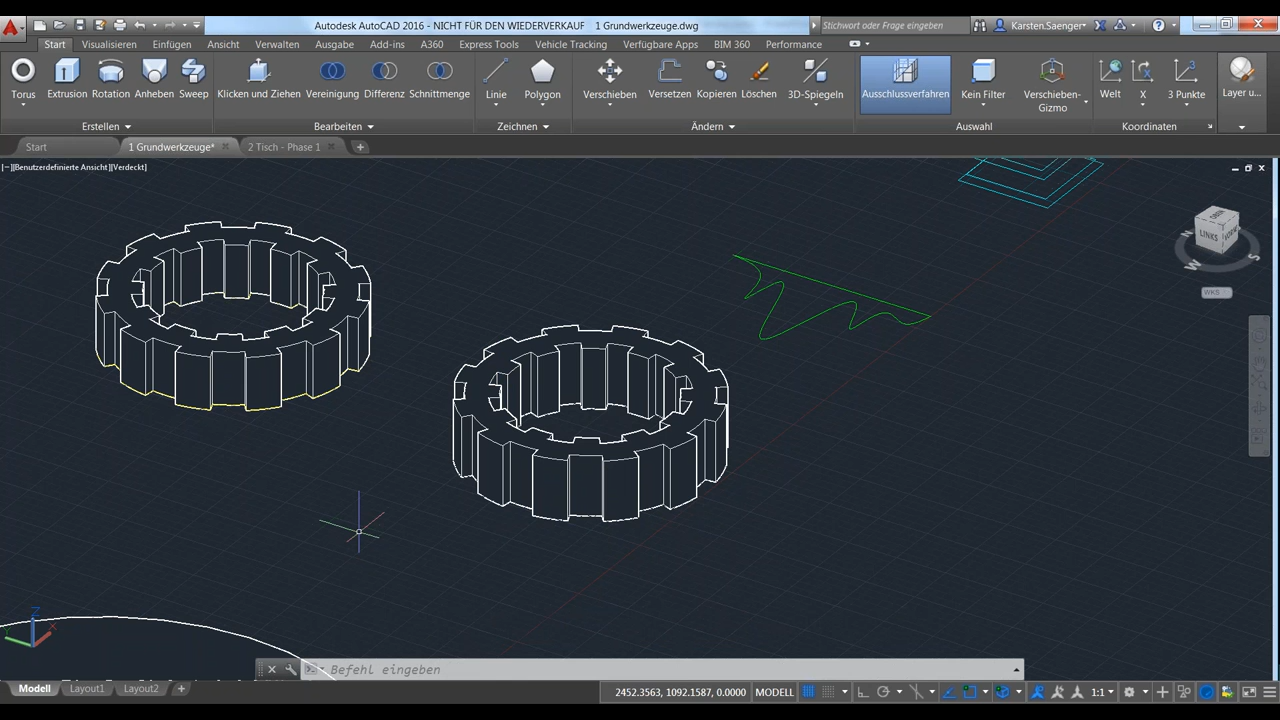 Autodesk AutoCAD 2016 - NICHT FÜR DEN WIEDERVERKAUF 1 Grundwerkzeuge.dwg
Stichwort oder Frage eingeben
Karsten.Saenger
Start Visualisieren Einfügen Ansicht Verwalten Ausgabe Add-ins A360 Express Tools Vehicle Tracking Verfügbare Apps BIM 360 Performance
Torus Extrusion Rotation Anheben Sweep Klicken und Ziehen Vereinigung Differenz Schnittmenge Linie Polygon Verschieben Versetzen Kopieren Löschen 3D-Spiegeln Ausschlussverfahren Kein Filter Verschieben-Gizmo Welt X 3 Punkte Layer u...
Erstellen Bearbeiten Zeichnen Ändern Auswahl Koordinaten
Start 1 Grundwerkzeuge* 2 Tisch - Phase 1
[−][Benutzerdefinierte Ansicht][Verdeckt]
OBEN
LINKS
N
W
S
WKS
Z
X
Y
Befehl eingeben
Modell Layout1 Layout2
2452.3563, 1092.1587, 0.0000 MODELL 1:1